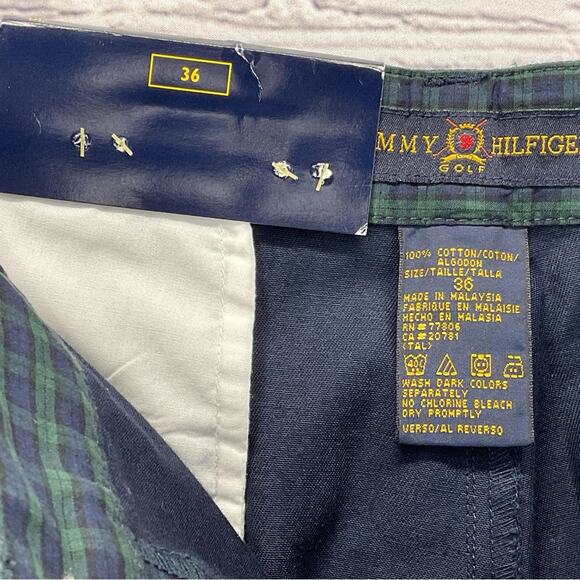 36
MMY HILFIGE
GOLF
100% COTTON/COTON/
ALGODON
SIZE/TAILLE/TALLA
36
MADE IN MALAYSIA
FABRIQUE EN MALAISIE
HECHO EN MALASIA
RN# 77806
CA# 20781
(TAL)
40C
WASH DARK COLORS
SEPARATELY
NO CHLORINE BLEACH
DRY PROMPTLY
VERSO/AL REVERSO